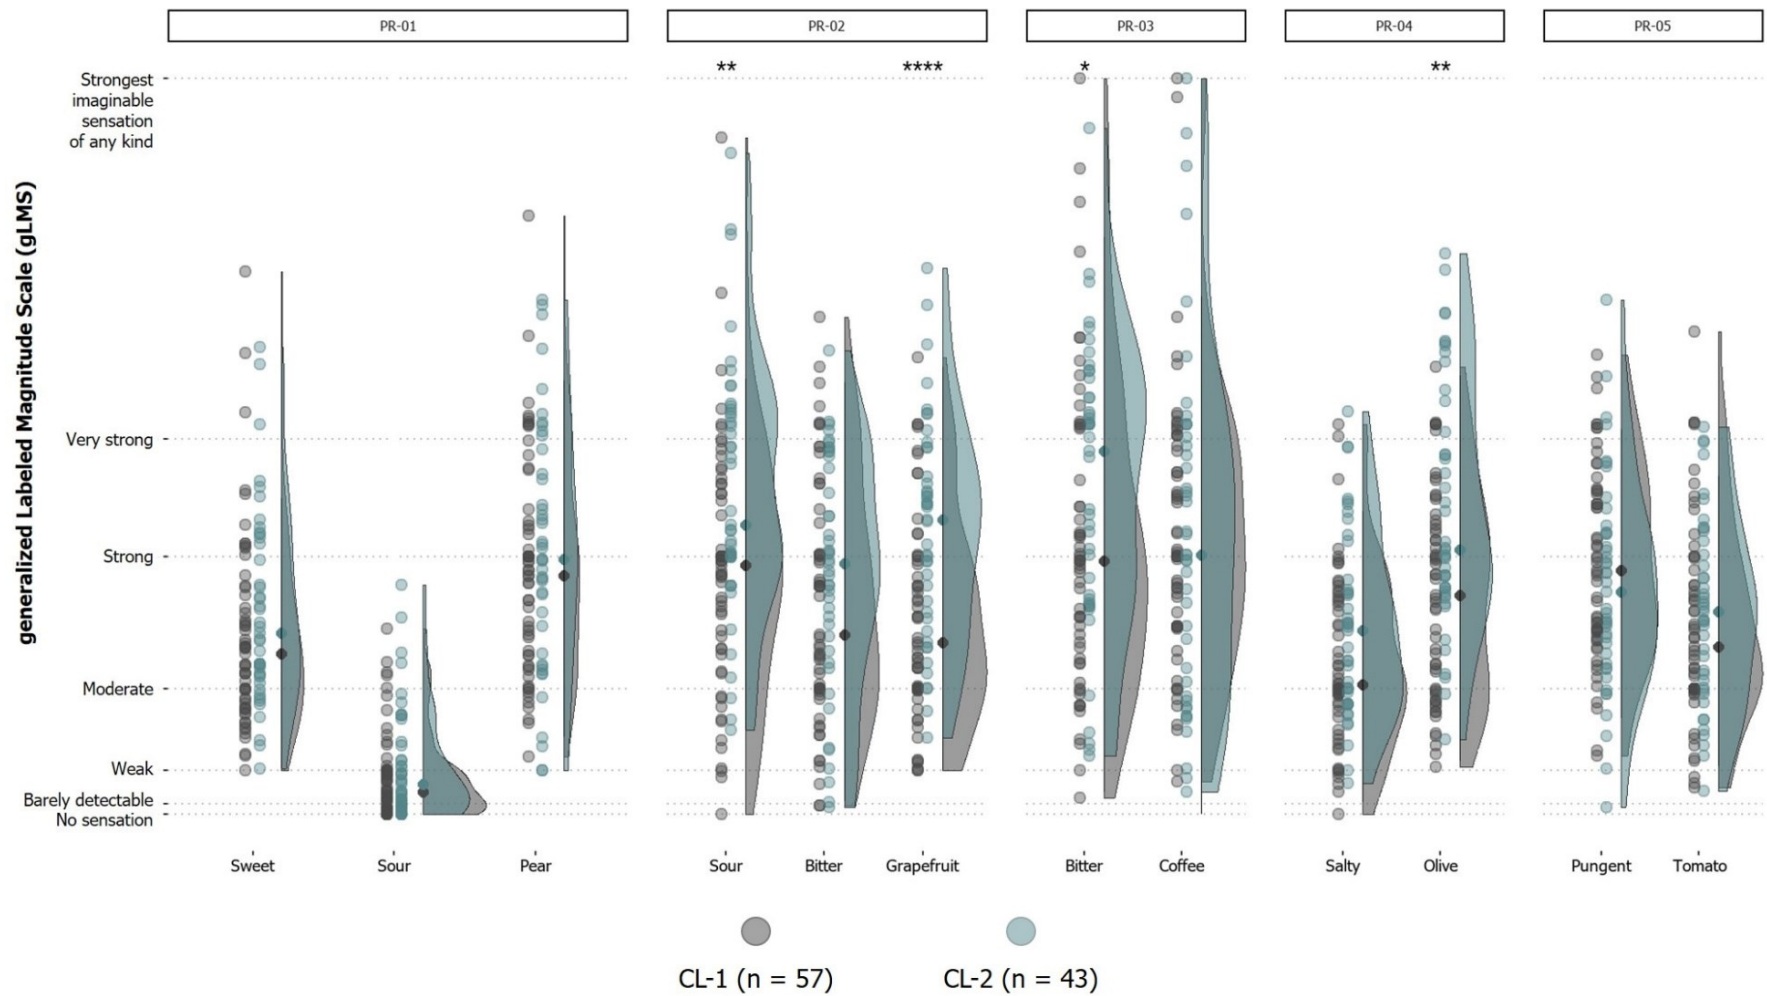 PR-01
PR-02
PR-03
PR-04
PR-05
**
****
*
**
generalized Labeled Magnitude Scale (gLMS)
Strongest
imaginable
sensation
of any kind
Very strong
Strong
Moderate
Weak
Barely detectable
No sensation
Sweet
Sour
Pear
Sour
Bitter
Grapefruit
Bitter
Coffee
Salty
Olive
Pungent
Tomato
CL-1 (n = 57)
CL-2 (n = 43)